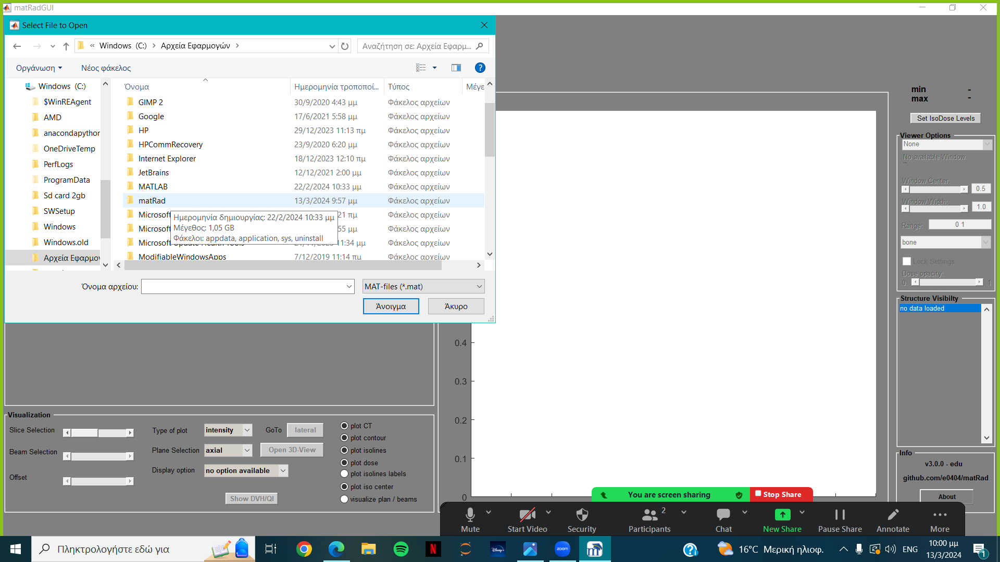 matRadGUI
Select File to Open
« Windows (C:) › Αρχεία Εφαρμογών ›
Αναζήτηση σε: Αρχεία Εφαρμ...
Οργάνωση
Νέος φάκελος
Windows (C:)
$WinREAgent
AMD
anacondapython
OneDriveTemp
PerfLogs
ProgramData
Sd card 2gb
SWSetup
Windows
Windows.old
Αρχεία Εφαρμογ
Όνομα Ημερομηνία τροποποί... Τύπος Μέγε
GIMP 2 30/9/2020 4:43 μμ Φάκελος αρχείων
Google 17/6/2021 5:58 μμ Φάκελος αρχείων
HP 29/12/2023 11:13 πμ Φάκελος αρχείων
HPCommRecovery 23/9/2020 6:20 μμ Φάκελος αρχείων
Internet Explorer 18/12/2023 12:10 πμ Φάκελος αρχείων
JetBrains 12/12/2021 2:00 μμ Φάκελος αρχείων
MATLAB 22/2/2024 10:33 μμ Φάκελος αρχείων
matRad 13/3/2024 9:57 μμ Φάκελος αρχείων
Microsoft 21 πμ Φάκελος αρχείων
Microsoft 55 μμ Φάκελος αρχείων
Microsoft Update Health Tools 11:34 μμ Φάκελος αρχείων
ModifiableWindowsApps 7/12/2019 11:14 πμ Φάκελος αρχείων
Ημερομηνία δημιουργίας: 22/2/2024 10:33 μμ
Μέγεθος: 1,05 GB
Φάκελοι: appdata, application, sys, uninstall
Όνομα αρχείου:
MAT-files (*.mat)
Άνοιγμα
Άκυρο
min -
max -
Set IsoDose Levels
Viewer Options
None
No available Window
Window Center:
0.5
Window Width:
1.0
Range:
0 1
bone
Lock Settings
Dose opacity:
0 1
Structure Visibilty
no data loaded
Info
v3.0.0 - edu
github.com/e0404/matRad
About
0.4
0.3
0.2
0.1
0
Visualization
Slice Selection
Beam Selection
Offset
Type of plot
intensity
GoTo
lateral
Plane Selection
axial
Open 3D-View
Display option
no option available
Show DVH/QI
plot CT
plot contour
plot isolines
plot dose
plot isolines labels
plot iso center
visualize plan / beams
You are screen sharing
Stop Share
Mute
Start Video
Security
Participants
2
Chat
New Share
Pause Share
Annotate
More
Πληκτρολογήστε εδώ για
N
Disney+
zoom
m
16°C Μερική ηλιοφ.
ENG
10:00 μμ
13/3/2024
1